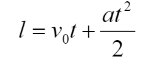 l = v₀t + at²/2